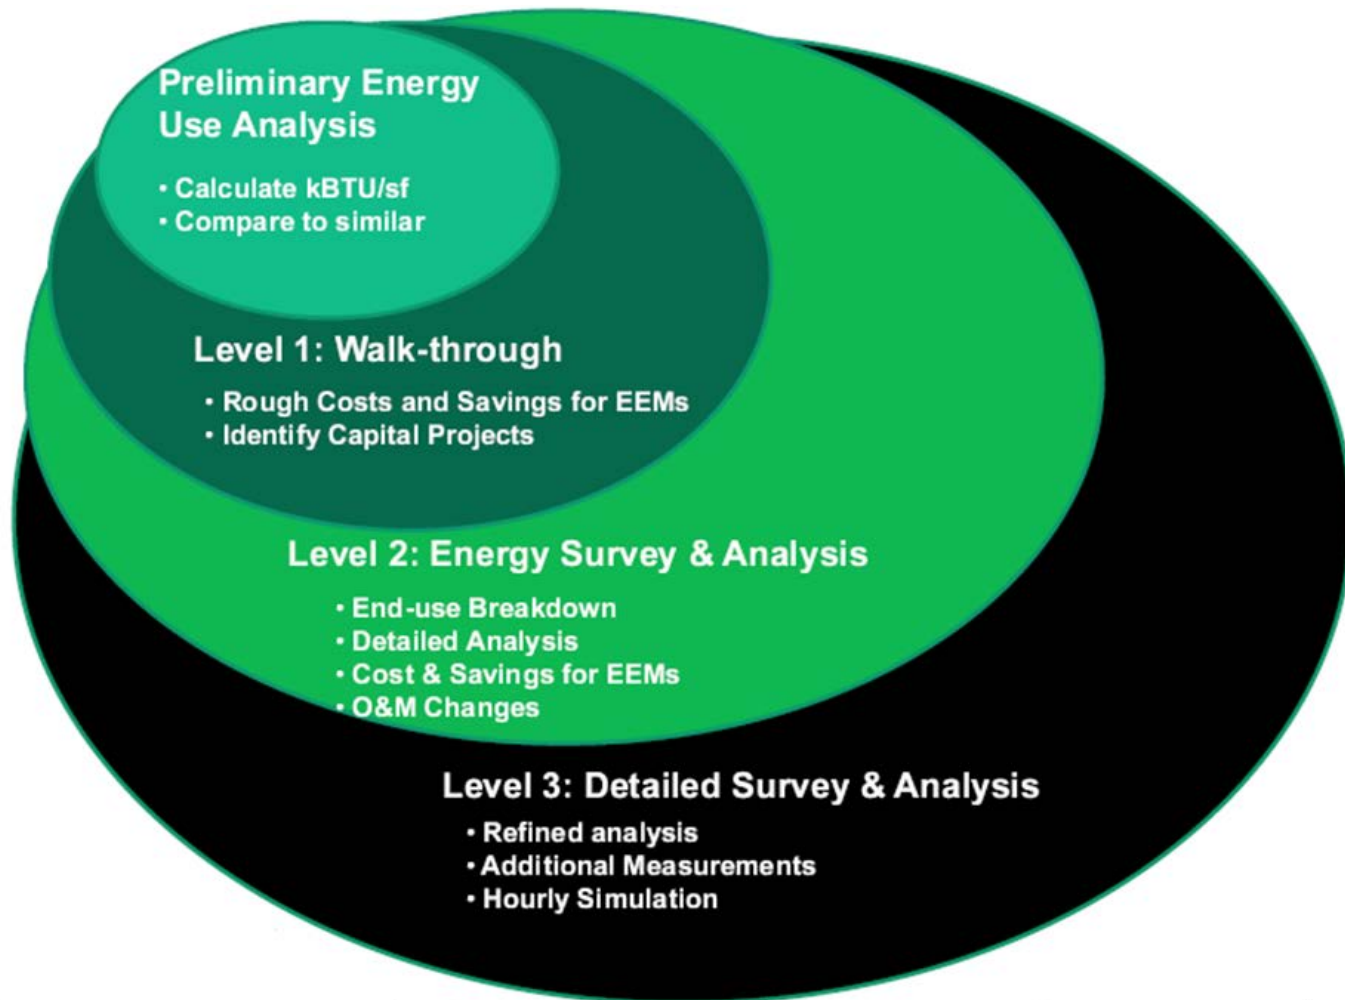 Preliminary Energy
Use Analysis
• Calculate kBTU/sf
• Compare to similar
Level 1: Walk-through
• Rough Costs and Savings for EEMs
• Identify Capital Projects
Level 2: Energy Survey & Analysis
• End-use Breakdown
• Detailed Analysis
• Cost & Savings for EEMs
• O&M Changes
Level 3: Detailed Survey & Analysis
• Refined analysis
• Additional Measurements
• Hourly Simulation